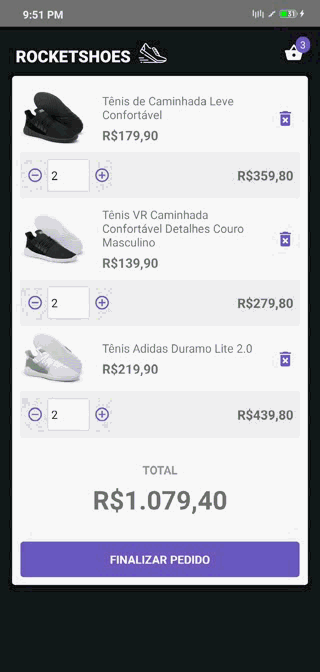 9:51 PM
31
ROCKETSHOES
3
Tênis de Caminhada Leve
Confortável
R$179,90
2
R$359,80
Tênis VR Caminhada
Confortável Detalhes Couro
Masculino
R$139,90
2
R$279,80
Tênis Adidas Duramo Lite 2.0
R$219,90
2
R$439,80
TOTAL
R$1.079,40
FINALIZAR PEDIDO